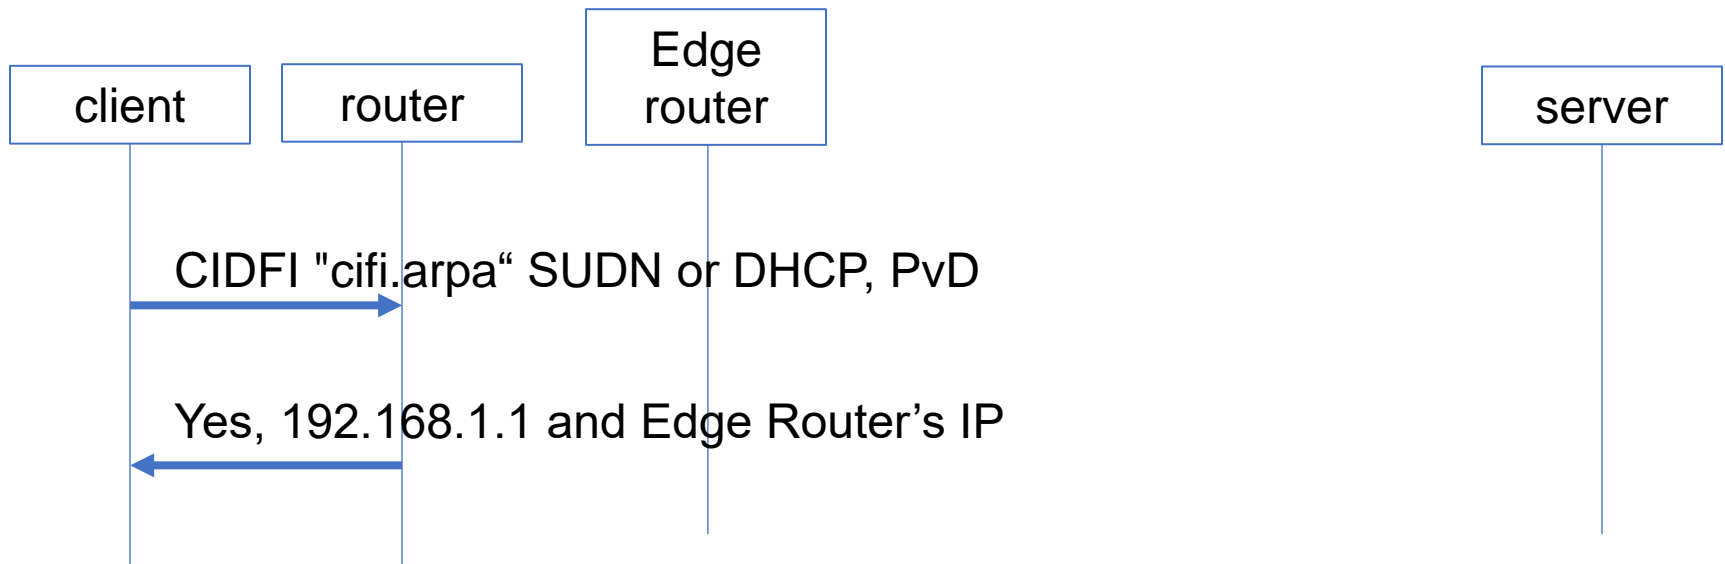 client
router
Edge
router
server
CIDFI "cifi.arpa“ SUDN or DHCP, PvD
Yes, 192.168.1.1 and Edge Router’s IP